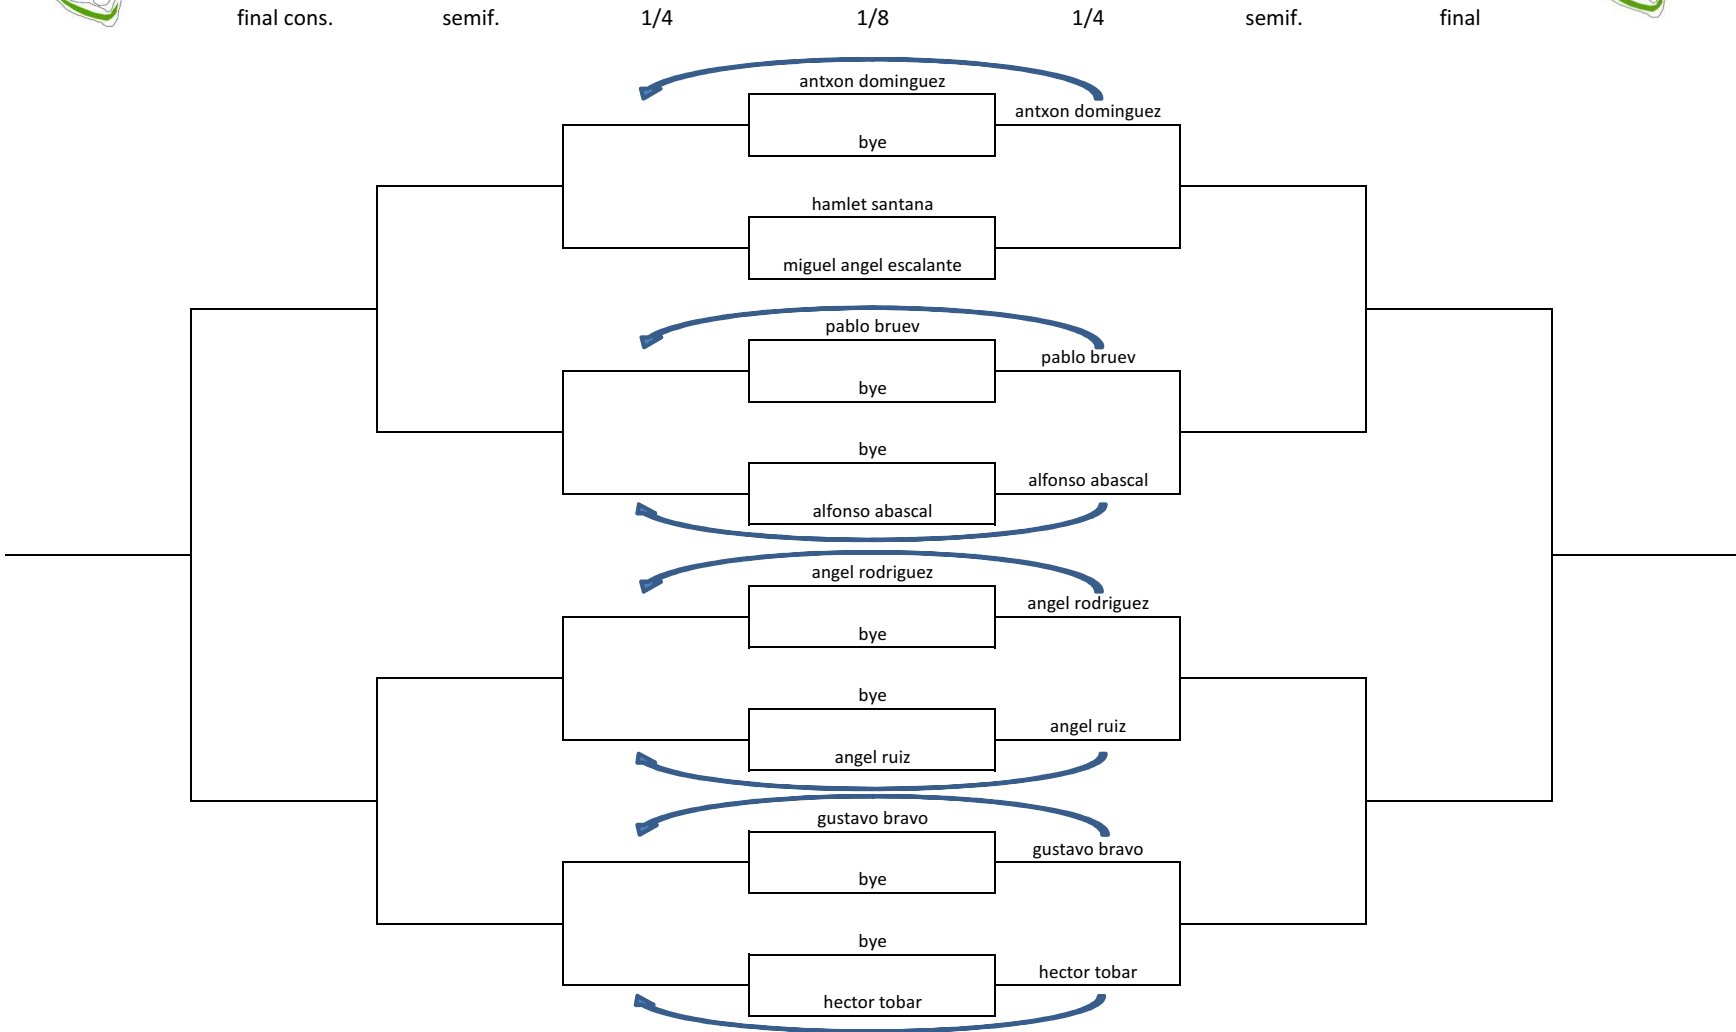 final cons. semif. 1/4 1/8 1/4 semif. final
antxon dominguez
antxon dominguez
bye
hamlet santana
miguel angel escalante
pablo bruev
pablo bruev
bye
bye
alfonso abascal
alfonso abascal
angel rodriguez
angel rodriguez
bye
bye
angel ruiz
angel ruiz
gustavo bravo
gustavo bravo
bye
bye
hector tobar
hector tobar